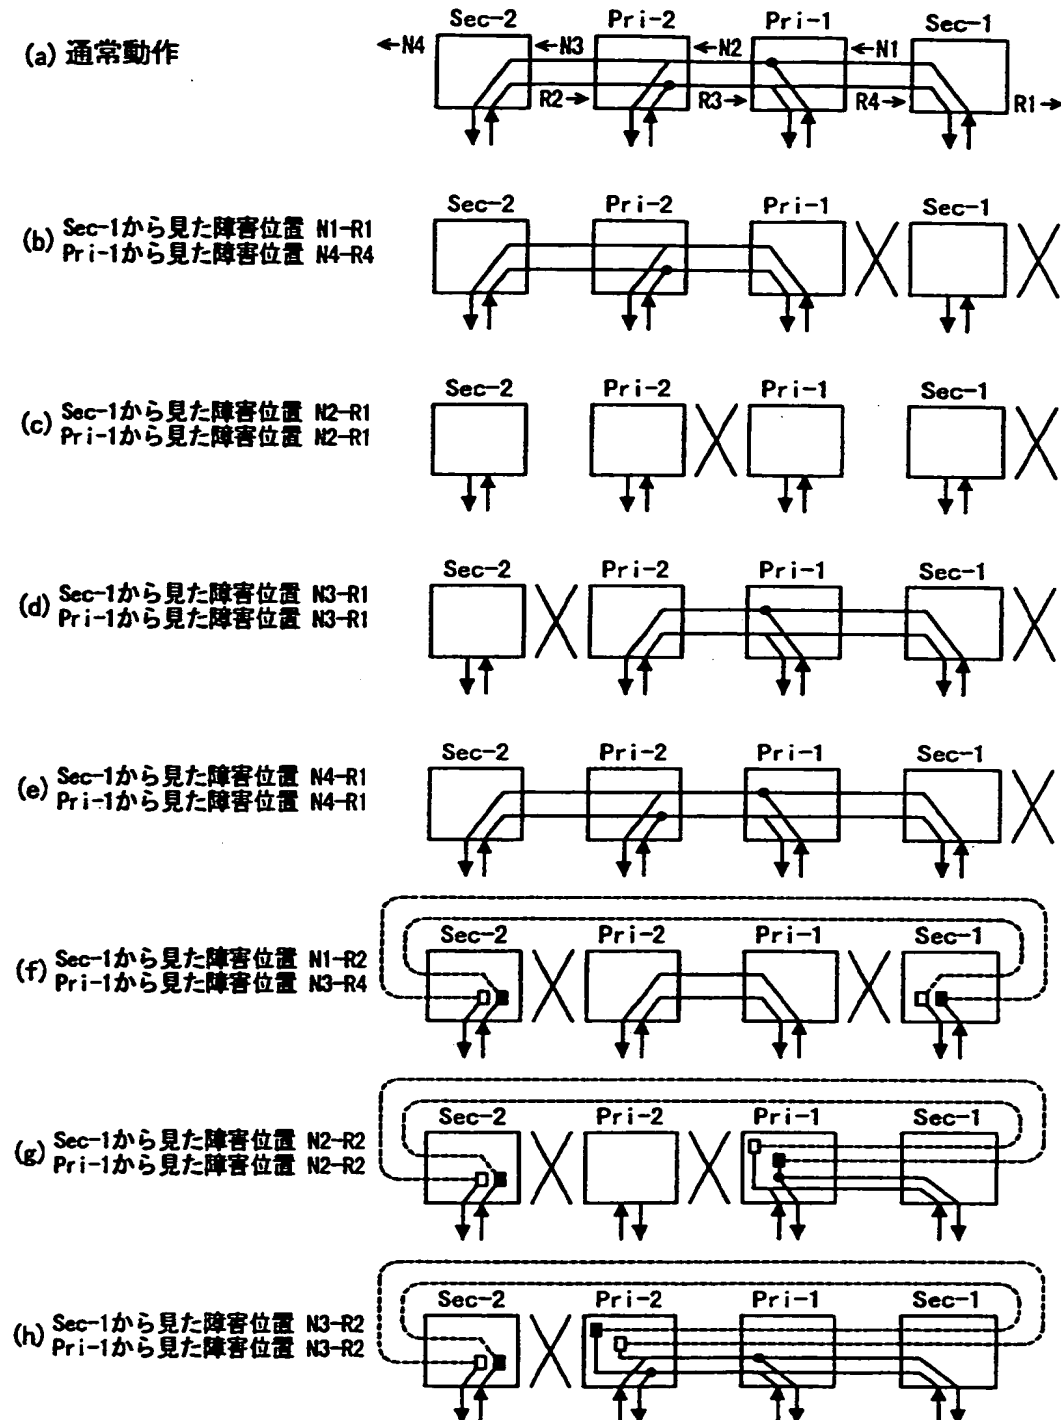 Sec-2 Pri-2 Pri-1 Sec-1
(a) 通常動作 ←N4 ←N3 ←N2 ←N1
R2→ R3→ R4→ R1→
Sec-2 Pri-2 Pri-1 Sec-1
(b) Sec-1から見た障害位置 N1-R1
Pri-1から見た障害位置 N4-R4
Sec-2 Pri-2 Pri-1 Sec-1
(c) Sec-1から見た障害位置 N2-R1
Pri-1から見た障害位置 N2-R1
Sec-2 Pri-2 Pri-1 Sec-1
(d) Sec-1から見た障害位置 N3-R1
Pri-1から見た障害位置 N3-R1
Sec-2 Pri-2 Pri-1 Sec-1
(e) Sec-1から見た障害位置 N4-R1
Pri-1から見た障害位置 N4-R1
Sec-2 Pri-2 Pri-1 Sec-1
(f) Sec-1から見た障害位置 N1-R2
Pri-1から見た障害位置 N3-R4
Sec-2 Pri-2 Pri-1 Sec-1
(g) Sec-1から見た障害位置 N2-R2
Pri-1から見た障害位置 N2-R2
Sec-2 Pri-2 Pri-1 Sec-1
(h) Sec-1から見た障害位置 N3-R2
Pri-1から見た障害位置 N3-R2